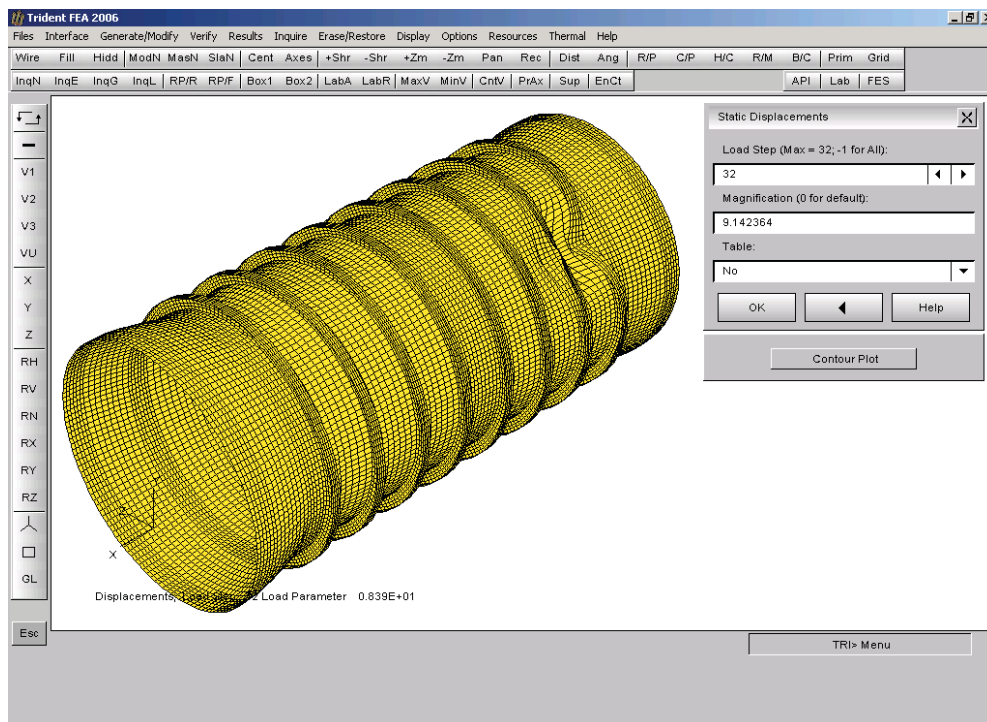 Trident FEA 2006
Files Interface Generate/Modify Verify Results Inquire Erase/Restore Display Options Resources Thermal Help
Wire Fill Hidd ModN MasN SlaN Cent Axes +Shr -Shr +Zm -Zm Pan Rec Dist Ang R/P C/P H/C R/M B/C Prim Grid
InqN InqE InqG InqL RP/R RP/F Box1 Box2 LabA LabR MaxV MinV CntV PrAx Sup EnCt API Lab FES
V1
V2
V3
VU
X
Y
Z
RH
RV
RN
RX
RY
RZ
GL
Esc
Static Displacements
Load Step (Max = 32; -1 for All):
32
Magnification (0 for default):
9.142364
Table:
No
OK Help
Contour Plot
X
Displacements, Load Parameter 0.839E+01
TRI> Menu